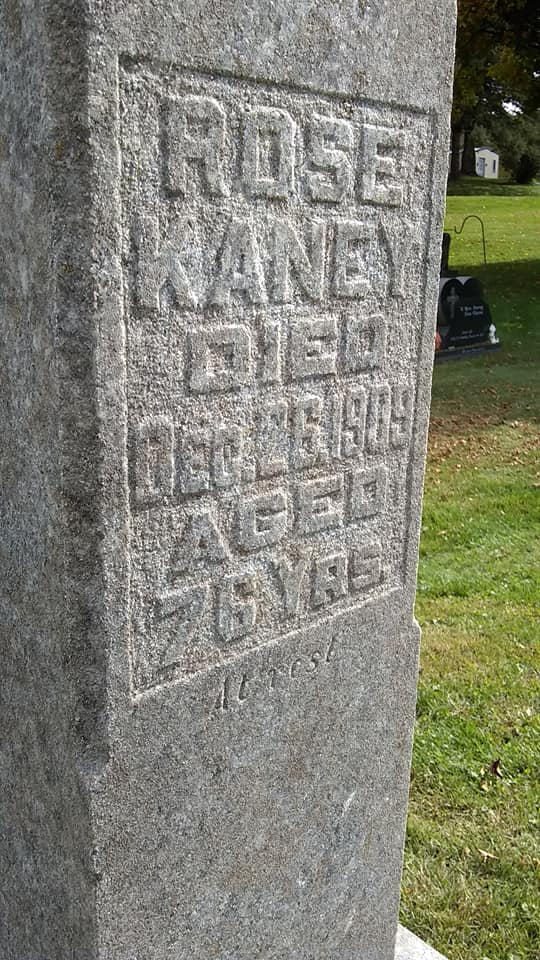 ROSE
KANEY
DIED
DEC. 26, 1909
AGED
76 YRS.
At rest